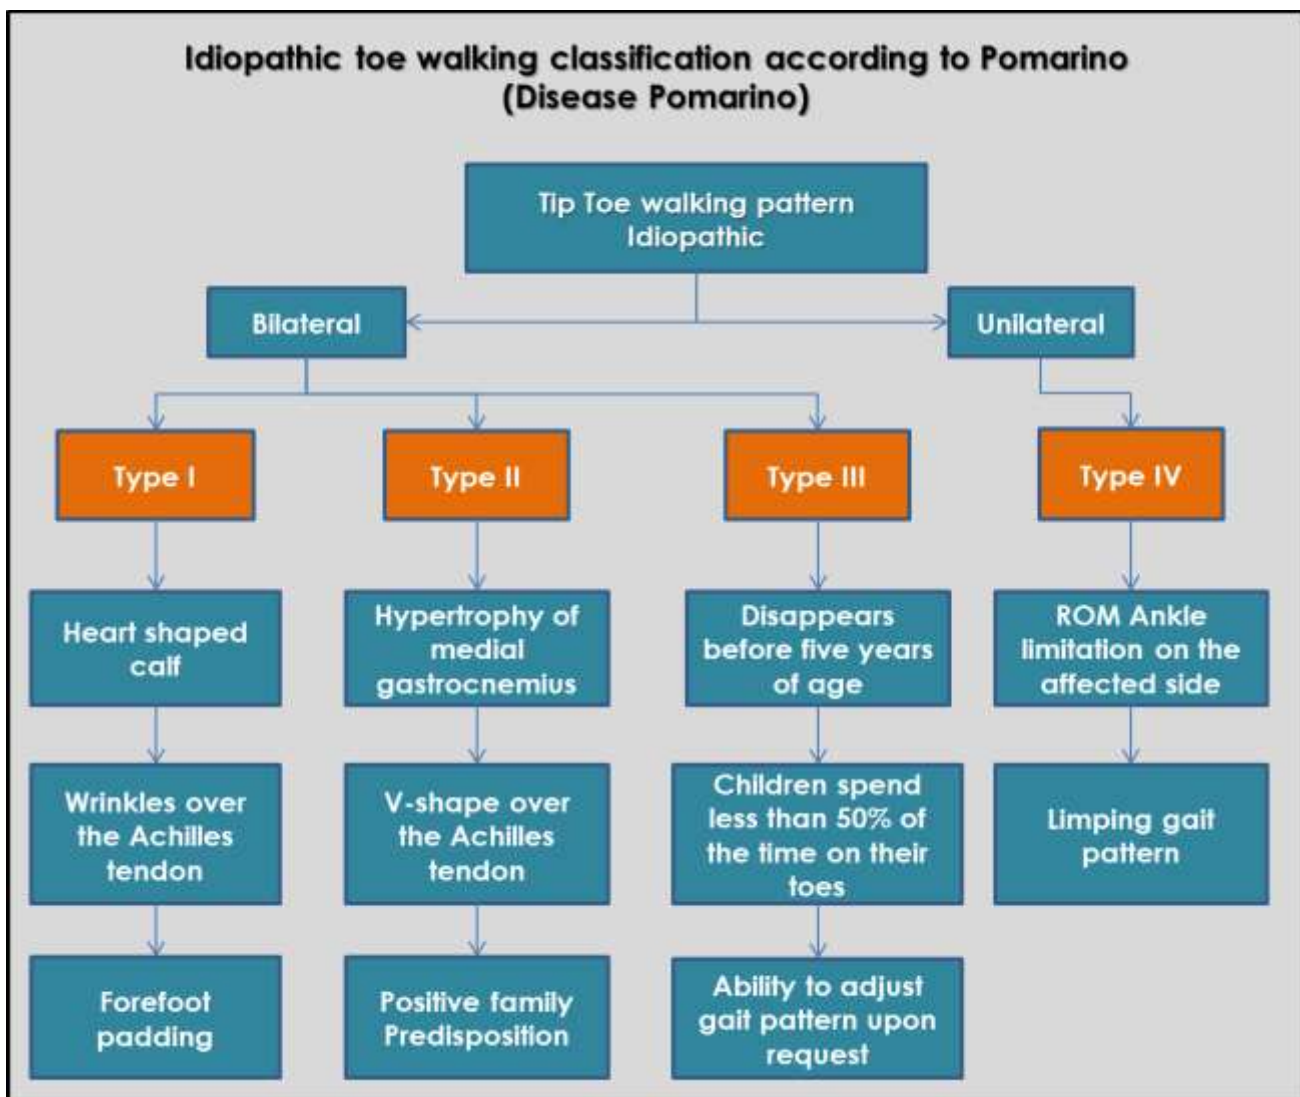 Idiopathic toe walking classification according to Pomarino
(Disease Pomarino)
Tip Toe walking pattern
Idiopathic
Bilateral
Unilateral
Type I
Type II
Type III
Type IV
Heart shaped
calf
Hypertrophy of
medial
gastrocnemius
Disappears
before five years
of age
ROM Ankle
limitation on the
affected side
Wrinkles over
the Achilles
tendon
V-shape over
the Achilles
tendon
Children spend
less than 50% of
the time on their
toes
Limping gait
pattern
Forefoot
padding
Positive family
Predisposition
Ability to adjust
gait pattern upon
request